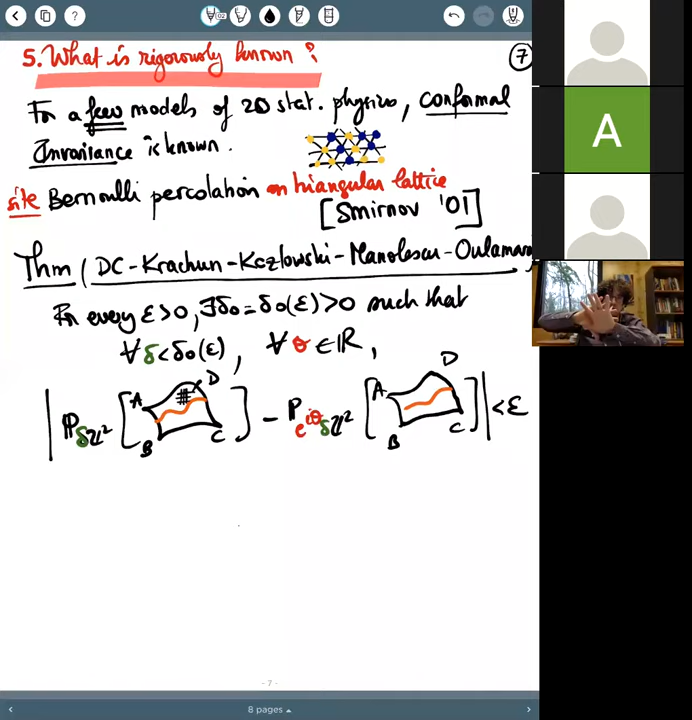 5. What is rigorously known ?
7
For a few models of 2D stat. physics, conformal
Invariance is known.
site Bernoulli percolation on triangular lattice
[Smirnov '01]
Thm ( DC-Krachun-Kozlowski-Manolescu-Oulamara
For every ε>0, ∃δ₀=δ₀(ε)>0 such that
∀δ<δ₀(ε), ∀θ∈ℝ,
|P_{δℤ²} [A B C D] - P_{e^{iθ}δℤ²} [A B C D]| < ε
A
- 7 -
8 pages